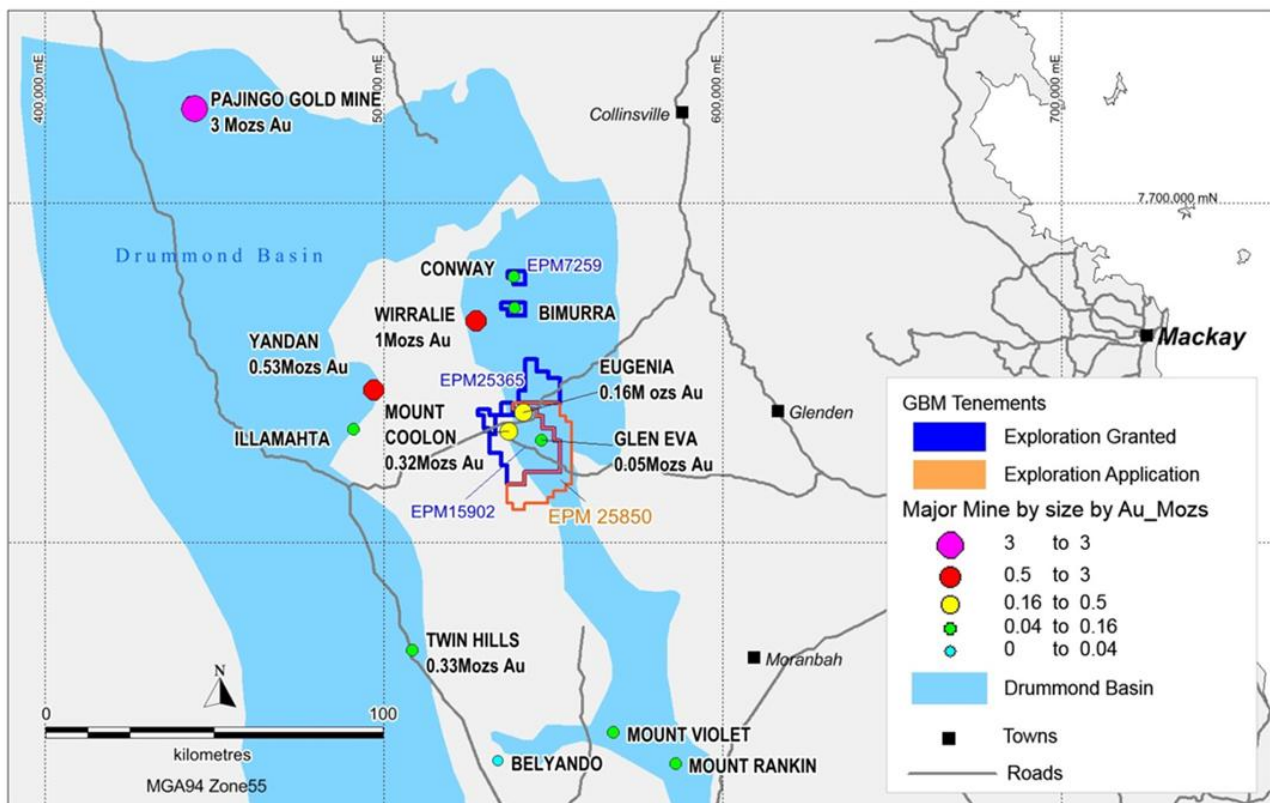 400,000 mE
500,000 mE
600,000 mE
700,000 mE
PAJINGO GOLD MINE
3 Mozs Au
Collinsville
7,700,000 mN
Drummond Basin
CONWAY
EPM7259
BIMURRA
WIRRALIE
1Mozs Au
YANDAN
0.53Mozs Au
Mackay
EUGENIA
0.16M ozs Au
EPM25365
MOUNT
COOLON
0.32Mozs Au
Glenden
ILLAMAHTA
GLEN EVA
0.05Mozs Au
EPM15902
EPM 25850
TWIN HILLS
0.33Mozs Au
Moranbah
MOUNT VIOLET
BELYANDO
MOUNT RANKIN
N
0
100
kilometres
MGA94 Zone55
GBM Tenements
Exploration Granted
Exploration Application
Major Mine by size by Au_Mozs
3 to 3
0.5 to 3
0.16 to 0.5
0.04 to 0.16
0 to 0.04
Drummond Basin
Towns
Roads